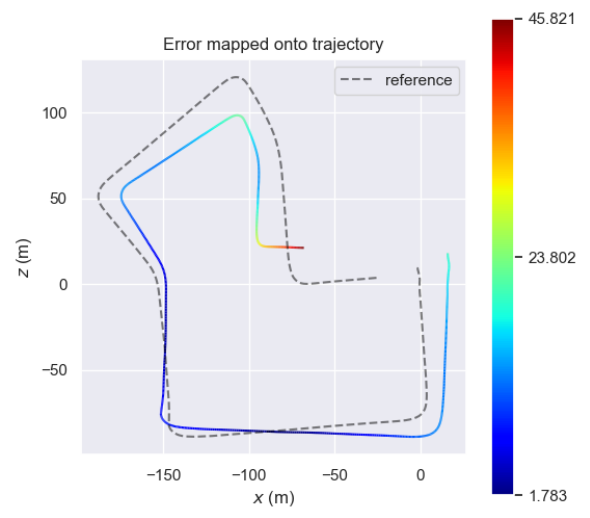 Error mapped onto trajectory
45.821
reference
100
50
0
−50
z (m)
23.802
1.783
−150
−100
−50
0
x (m)